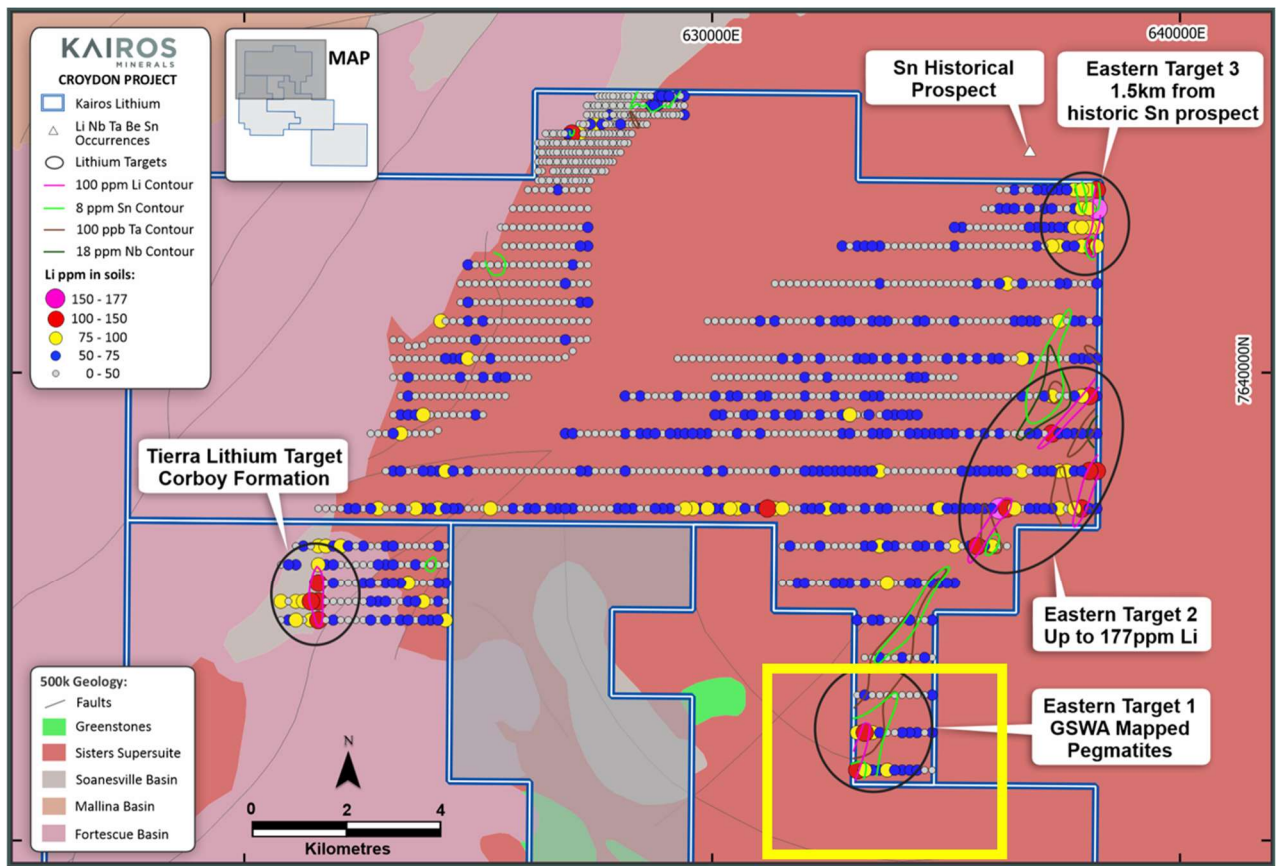 630000E
640000E
KAIROS
MINERALS
CROYDON PROJECT
Kairos Lithium
Li Nb Ta Be Sn
Occurrences
Lithium Targets
100 ppm Li Contour
8 ppm Sn Contour
100 ppb Ta Contour
18 ppm Nb Contour
Li ppm in soils:
150 - 177
100 - 150
75 - 100
50 - 75
0 - 50
MAP
Sn Historical
Prospect
Eastern Target 3
1.5km from
historic Sn prospect
7640000N
Tierra Lithium Target
Corboy Formation
Eastern Target 2
Up to 177ppm Li
Eastern Target 1
GSWA Mapped
Pegmatites
500k Geology:
Faults
Greenstones
Sisters Supersuite
Soanesville Basin
Mallina Basin
Fortescue Basin
N
0 2 4
Kilometres